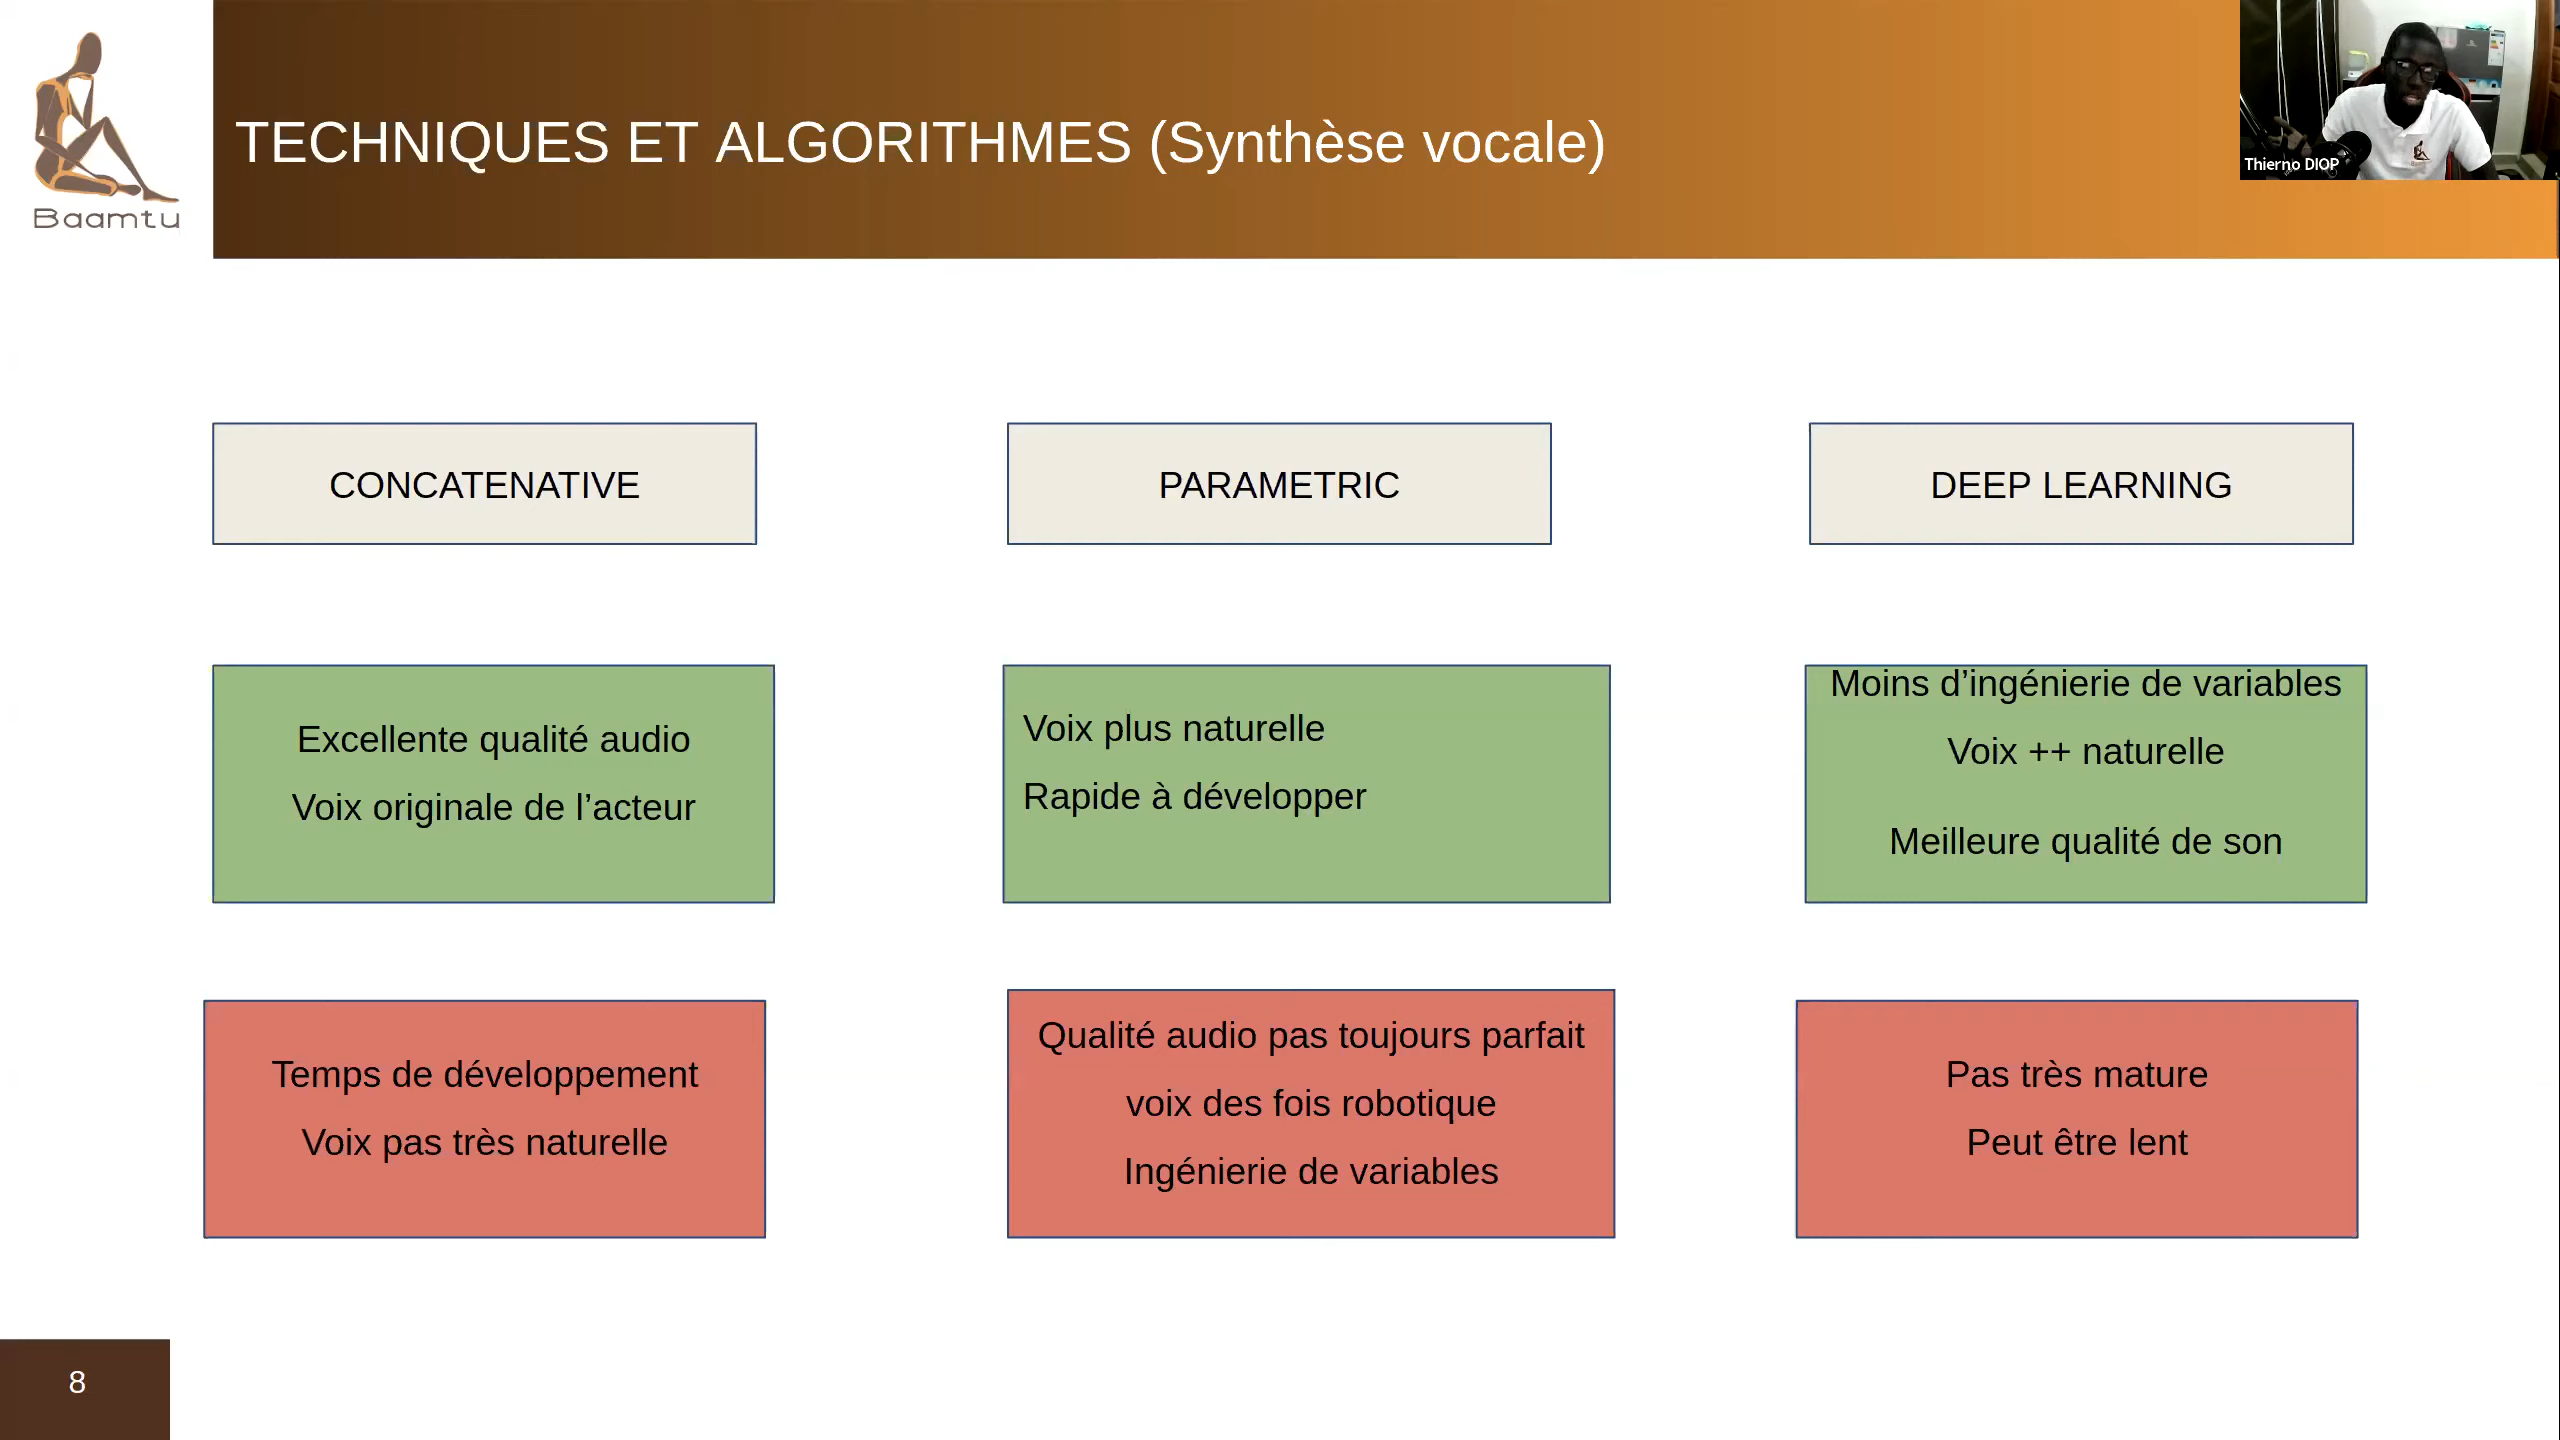 Baamtu
TECHNIQUES ET ALGORITHMES (Synthèse vocale)
Thierno DIOP
CONCATENATIVE
PARAMETRIC
DEEP LEARNING
Excellente qualité audio
Voix originale de l’acteur
Voix plus naturelle
Rapide à développer
Moins d’ingénierie de variables
Voix ++ naturelle
Meilleure qualité de son
Temps de développement
Voix pas très naturelle
Qualité audio pas toujours parfait
voix des fois robotique
Ingénierie de variables
Pas très mature
Peut être lent
8